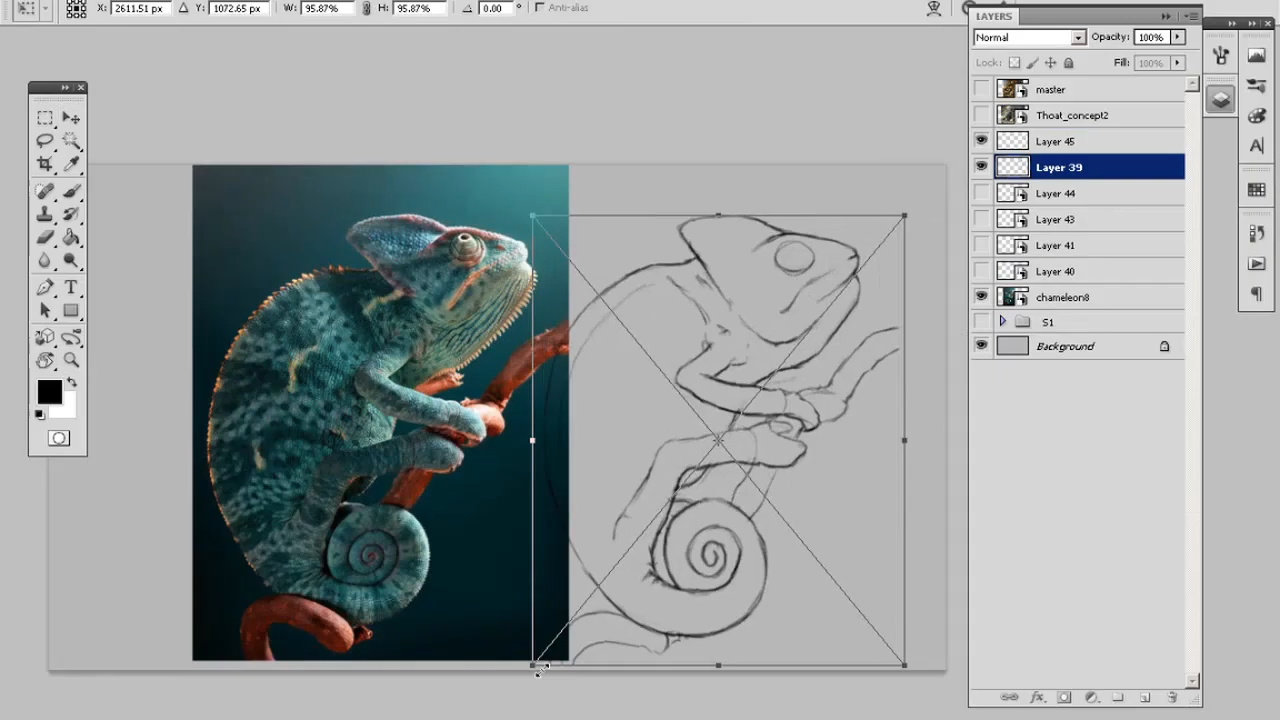 X: 2611.51 px Y: 1072.65 px W: 95.87% H: 95.87% 0.00 ° Anti-alias
LAYERS
Normal Opacity: 100%
Lock: Fill: 100%
master
Thoat_concept2
Layer 45
Layer 39
Layer 44
Layer 43
Layer 41
Layer 40
chameleon8
S1
Background